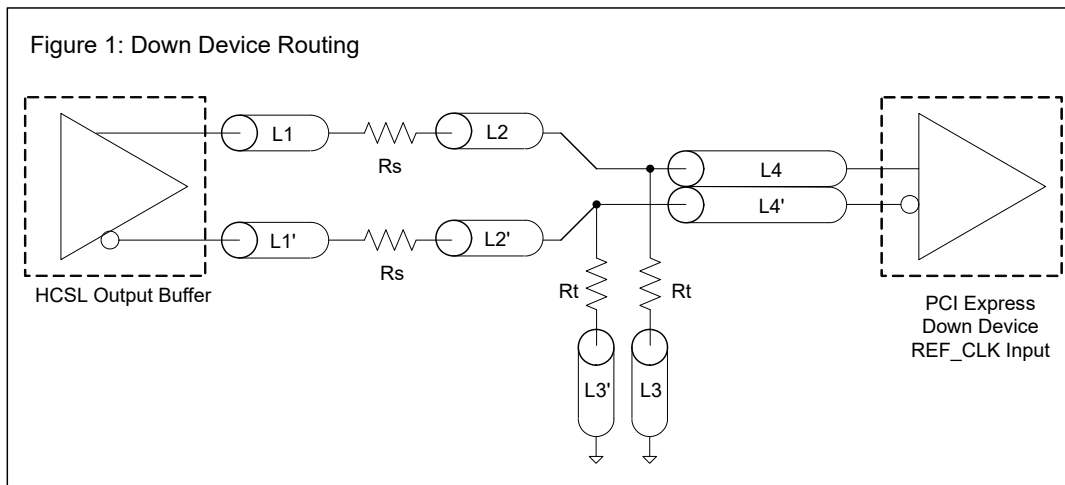 Figure 1: Down Device Routing
L1
Rs
L2
L4
L4'
L1'
Rs
L2'
HCSL Output Buffer
Rt
Rt
L3'
L3
PCI Express
Down Device
REF_CLK Input